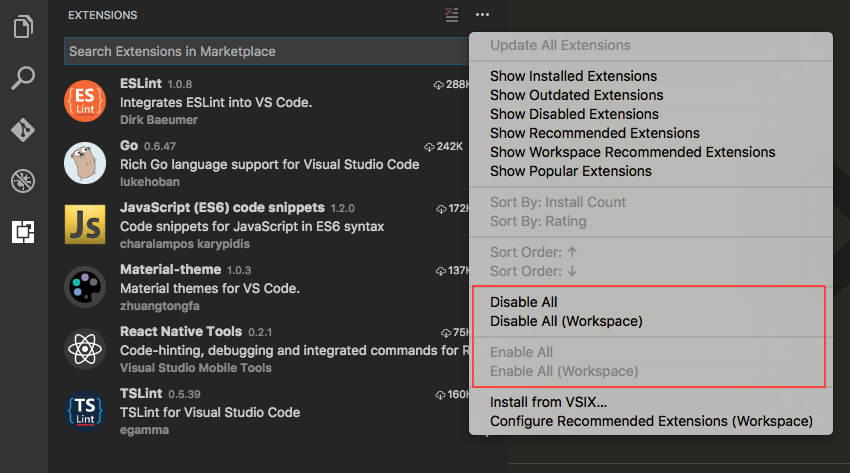 EXTENSIONS
Search Extensions in Marketplace
ES
Lint
ESLint 1.0.8 288K
Integrates ESLint into VS Code.
Dirk Baeumer
Go 0.6.47 242K
Rich Go language support for Visual Studio Code
lukehoban
JS
JavaScript (ES6) code snippets 1.2.0 172K
Code snippets for JavaScript in ES6 syntax
charalampos karypidis
Material-theme 1.0.3 137K
Material themes for VS Code.
zhuangtongfa
React Native Tools 0.2.1 75K
Code-hinting, debugging and integrated commands for R
Visual Studio Mobile Tools
TS
Lint
TSLint 0.5.39 160K
TSLint for Visual Studio Code
egamma
Update All Extensions
Show Installed Extensions
Show Outdated Extensions
Show Disabled Extensions
Show Recommended Extensions
Show Workspace Recommended Extensions
Show Popular Extensions
Sort By: Install Count
Sort By: Rating
Sort Order: ↑
Sort Order: ↓
Disable All
Disable All (Workspace)
Enable All
Enable All (Workspace)
Install from VSIX...
Configure Recommended Extensions (Workspace)